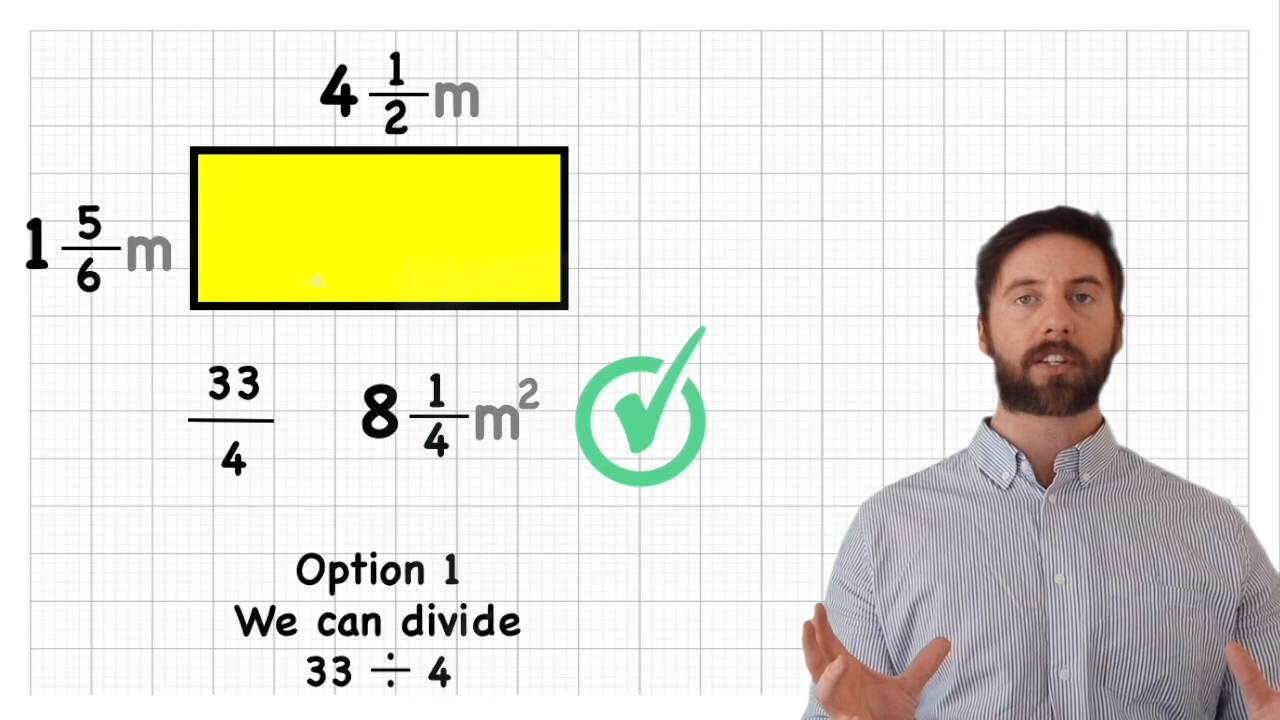 4 1/2 m
1 5/6 m
33/4
8 1/4 m²
Option 1
We can divide
33 ÷ 4